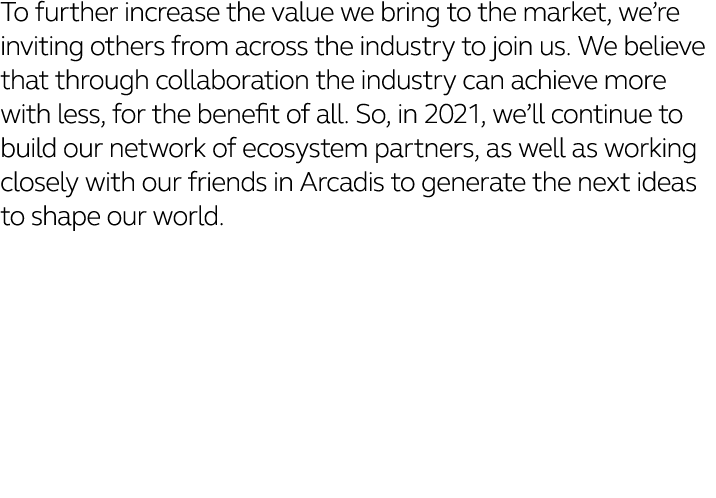 To further increase the value we bring to the market, we’re
inviting others from across the industry to join us. We believe
that through collaboration the industry can achieve more
with less, for the benefit of all. So, in 2021, we’ll continue to
build our network of ecosystem partners, as well as working
closely with our friends in Arcadis to generate the next ideas
to shape our world.